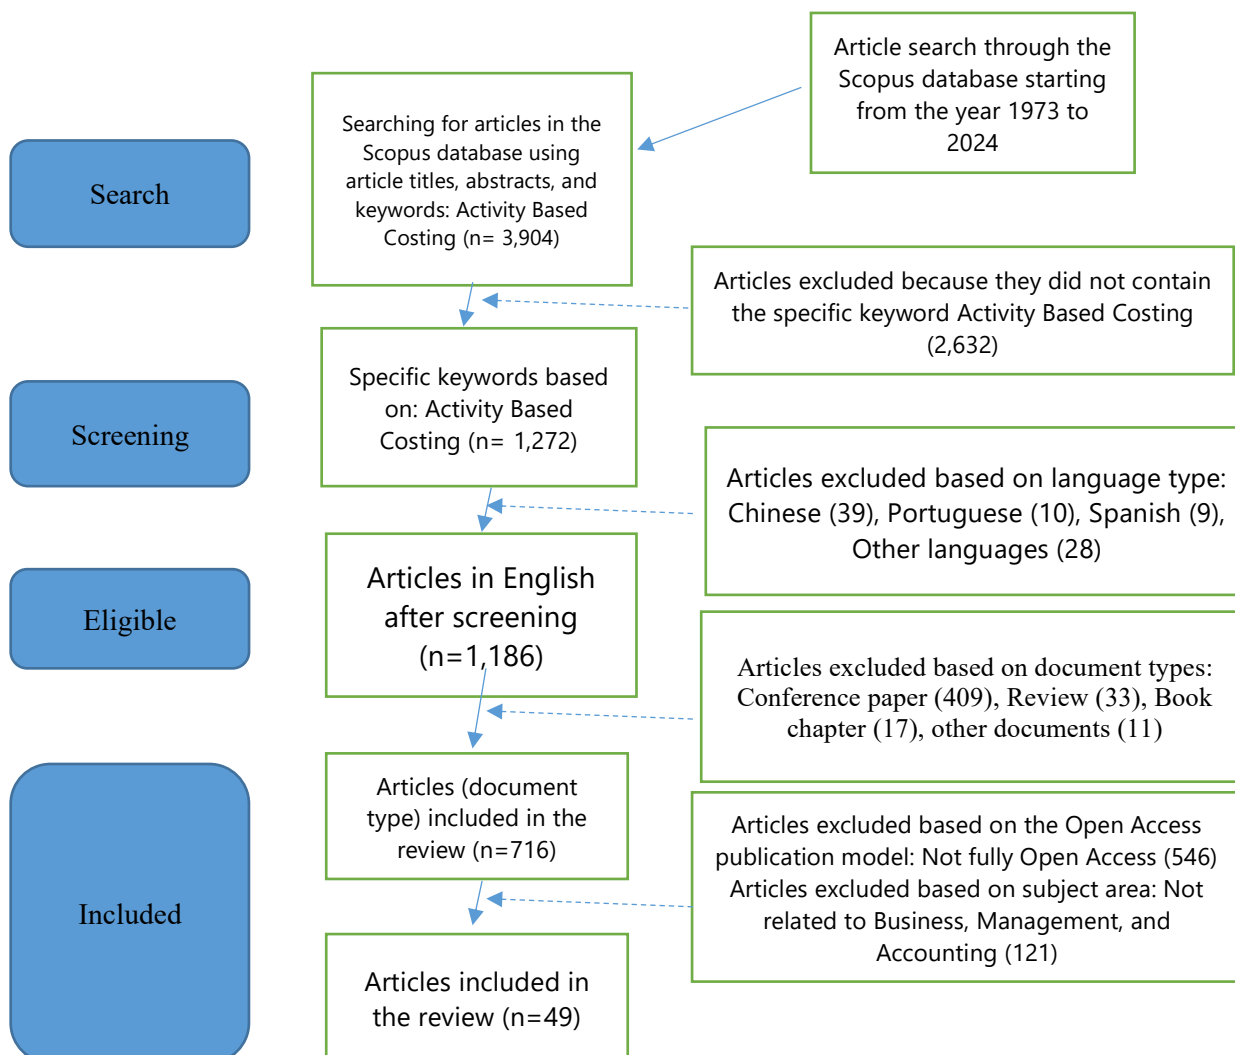 Article search through the
Scopus database starting
from the year 1973 to
2024
Search
Searching for articles in the
Scopus database using
article titles, abstracts, and
keywords: Activity Based
Costing (n= 3,904)
Articles excluded because they did not contain
the specific keyword Activity Based Costing
(2,632)
Screening
Specific keywords based
on: Activity Based
Costing (n= 1,272)
Articles excluded based on language type:
Chinese (39), Portuguese (10), Spanish (9),
Other languages (28)
Eligible
Articles in English
after screening
(n=1,186)
Articles excluded based on document types:
Conference paper (409), Review (33), Book
chapter (17), other documents (11)
Included
Articles (document
type) included in the
review (n=716)
Articles excluded based on the Open Access
publication model: Not fully Open Access (546)
Articles excluded based on subject area: Not
related to Business, Management, and
Accounting (121)
Articles included in
the review (n=49)